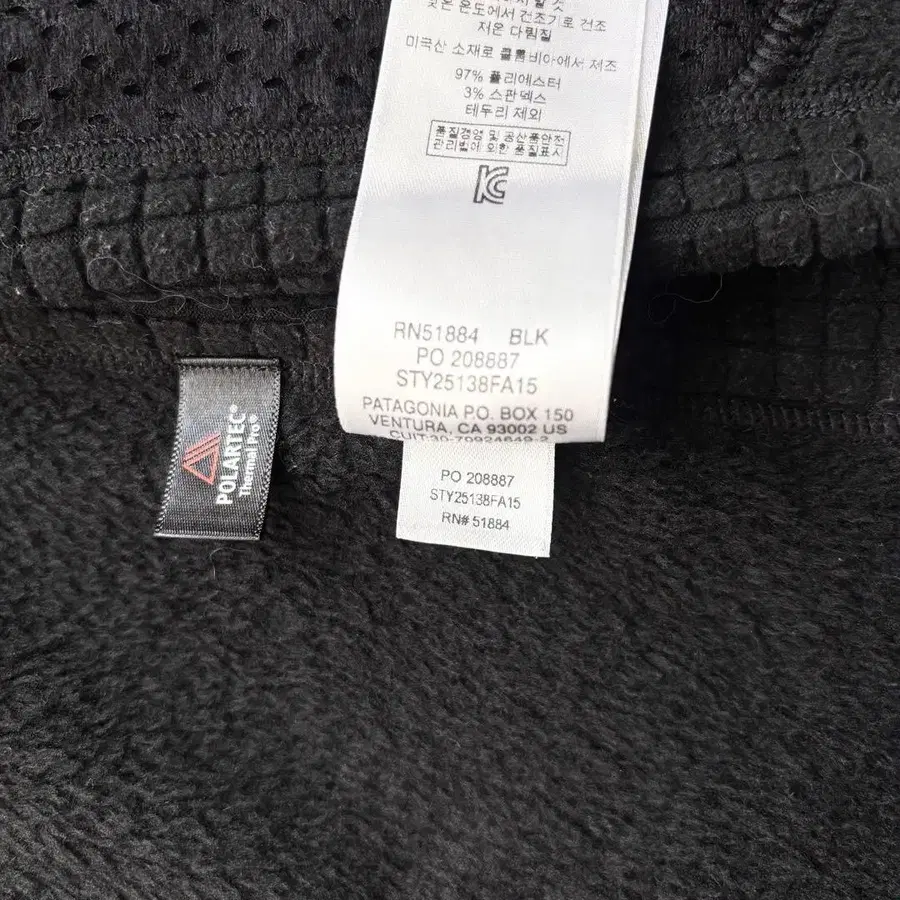 낮은 온도에서 건조기로 건조
저온 다림질
미국산 소재로 콜롬비아에서 제조
97% 폴리에스터
3% 스판덱스
테두리 제외
품질경영 및 공산품안전
관리법에 의한 품질표시
RN51884 BLK
PO 208887
STY25138FA15
PATAGONIA P.O. BOX 150
VENTURA, CA 93002 US
CUIT:30-70924649-2
POLARTEC®
Thermal Pro®
PO 208887
STY25138FA15
RN# 51884